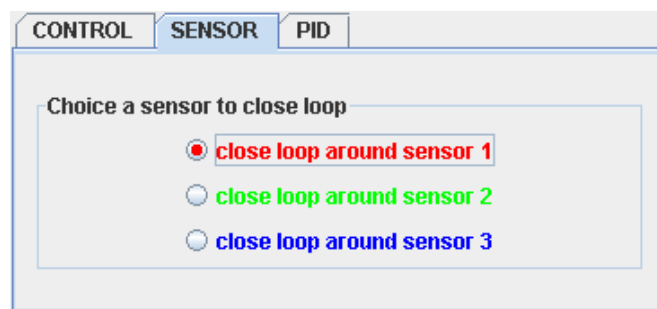 CONTROL SENSOR PID
Choice a sensor to close loop
close loop around sensor 1
close loop around sensor 2
close loop around sensor 3